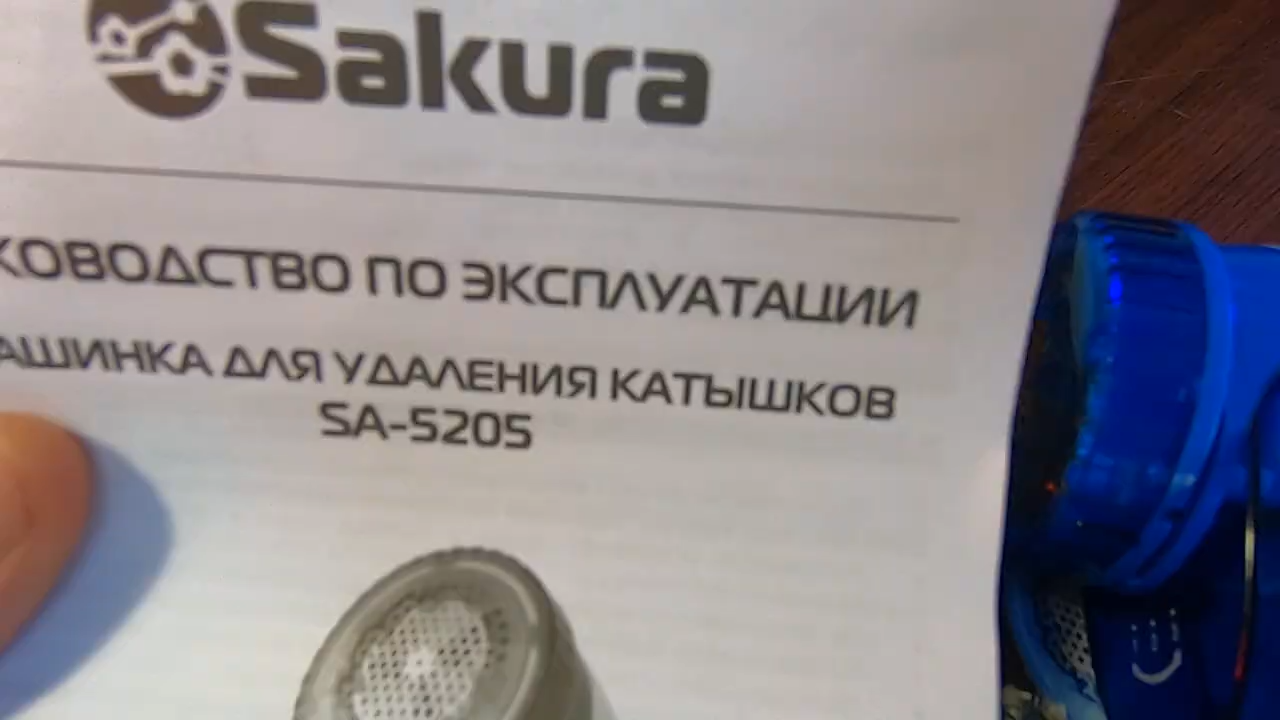 Sakura
КОВОДСТВО ПО ЭКСПЛУАТАЦИИ
АШИНКА ДЛЯ УДАЛЕНИЯ КАТЫШКОВ
SA-5205